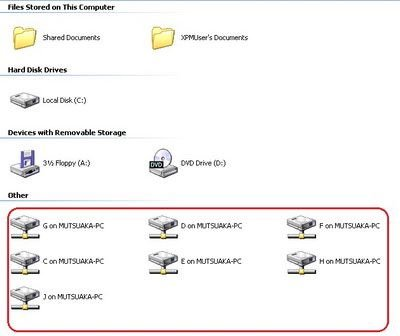 Files Stored on This Computer
Shared Documents
XPMUser's Documents
Hard Disk Drives
Local Disk (C:)
Devices with Removable Storage
3½ Floppy (A:)
DVD Drive (D:)
DVD
Other
G on MUTSUAKA-PC
D on MUTSUAKA-PC
F on MUTSUAKA-PC
C on MUTSUAKA-PC
E on MUTSUAKA-PC
H on MUTSUAKA-PC
J on MUTSUAKA-PC